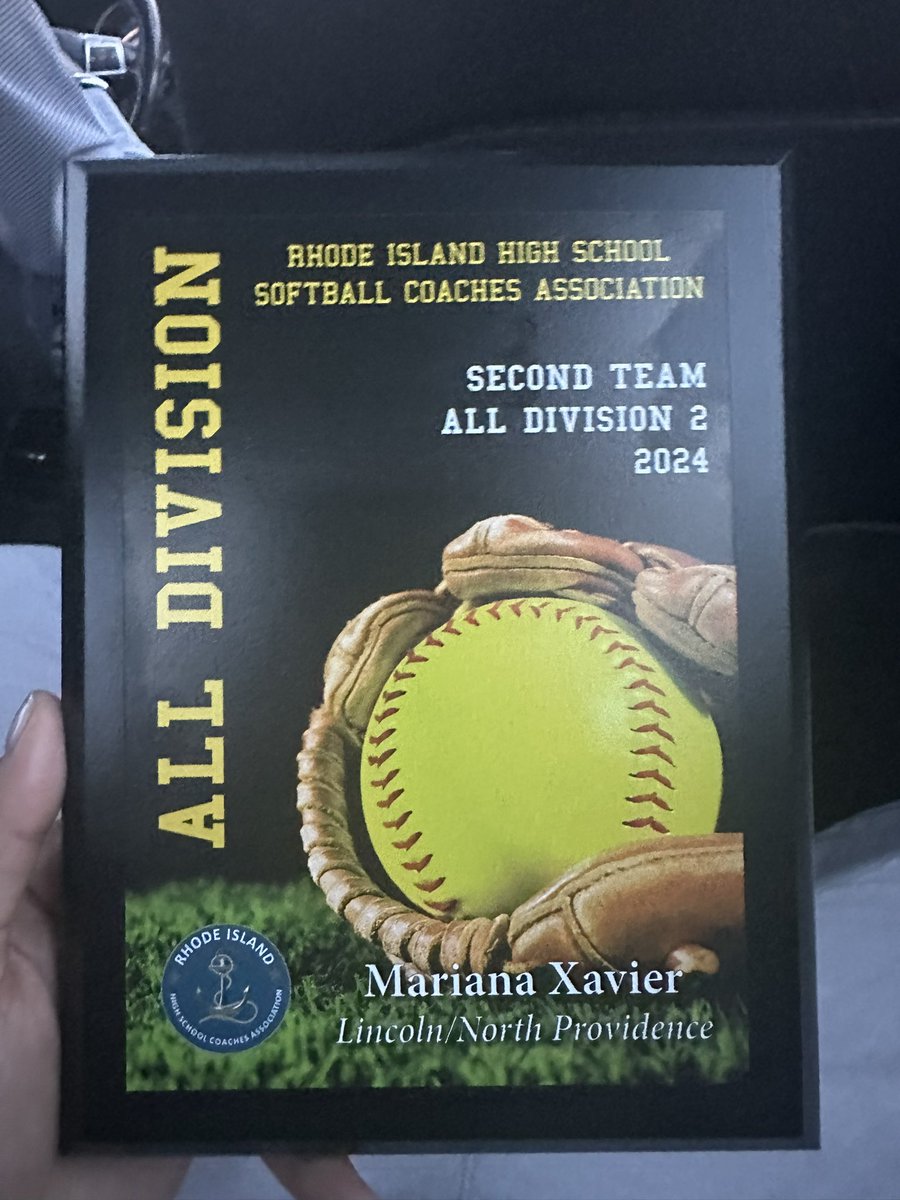 ALL DIVISION
RHODE ISLAND HIGH SCHOOL
SOFTBALL COACHES ASSOCIATION
SECOND TEAM
ALL DIVISION 2
2024
RHODE ISLAND
HIGH SCHOOL COACHES ASSOCIATION
Mariana Xavier
Lincoln/North Providence